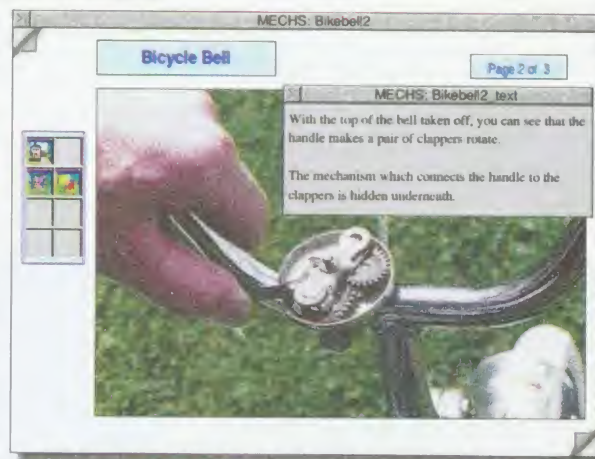 MECHS: Bikebell2
Bicycle Bell
Page 2 of 3
MECHS: Bikebell2_text
With the top of the bell taken off, you can see that the
handle makes a pair of clappers rotate.
The mechanism which connects the handle to the
clappers is hidden underneath.